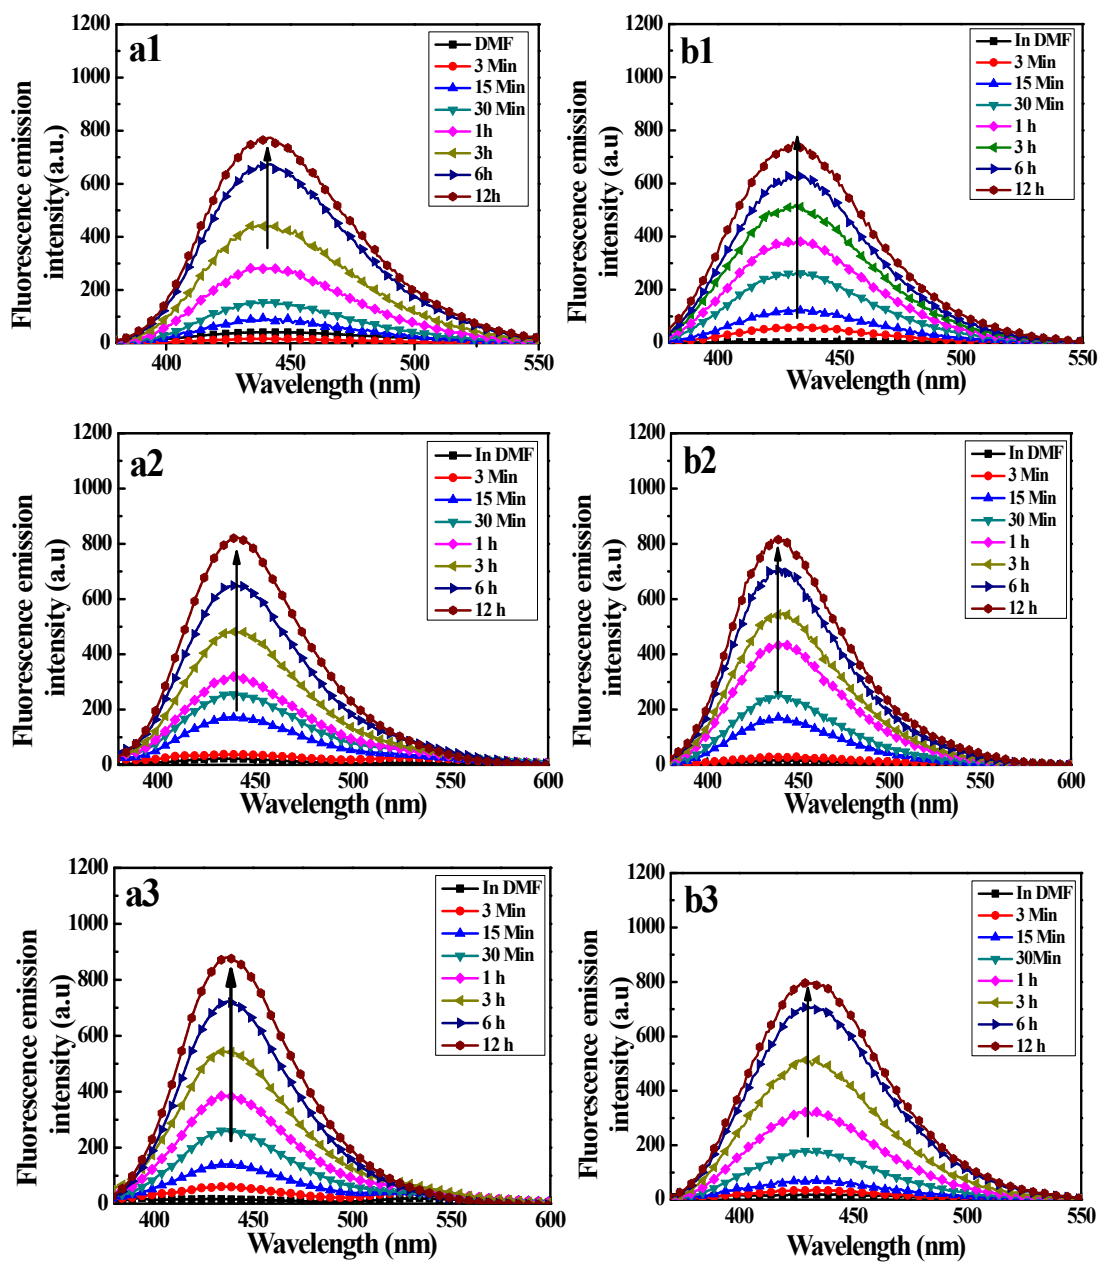 a1
1200
1000
800
600
400
200
0
400
450
500
550
Wavelength (nm)
Fluorescence emission
intensity(a.u.)
DMF
3 Min
15 Min
30 Min
1h
3h
6h
12h
b1
1200
1000
800
600
400
200
0
400
450
500
550
Wavelength (nm)
Fluorescence emission
intensity (a.u)
In DMF
3 Min
15 Min
30 Min
1 h
3 h
6 h
12 h
a2
1200
1000
800
600
400
200
0
400
450
500
550
600
Wavelength (nm)
Fluorescence emission
intensity (a.u)
In DMF
3 Min
15 Min
30 Min
1 h
3 h
6 h
12 h
b2
1200
1000
800
600
400
200
0
400
450
500
550
600
Wavelength (nm)
Fluorescence emission
intensity (a.u)
In DMF
3 Min
15 Min
30 Min
1 h
3 h
6 h
12 h
a3
1200
1000
800
600
400
200
0
400
450
500
550
600
Wavelength (nm)
Fluorescence emission
intensity (a.u)
In DMF
3 Min
15 Min
30 Min
1 h
3 h
6 h
12 h
b3
1200
1000
800
600
400
200
0
400
450
500
550
Wavelength (nm)
Fluorescence emission
intensity (a.u)
In DMF
3 Min
15 Min
30Min
1 h
3 h
6 h
12 h